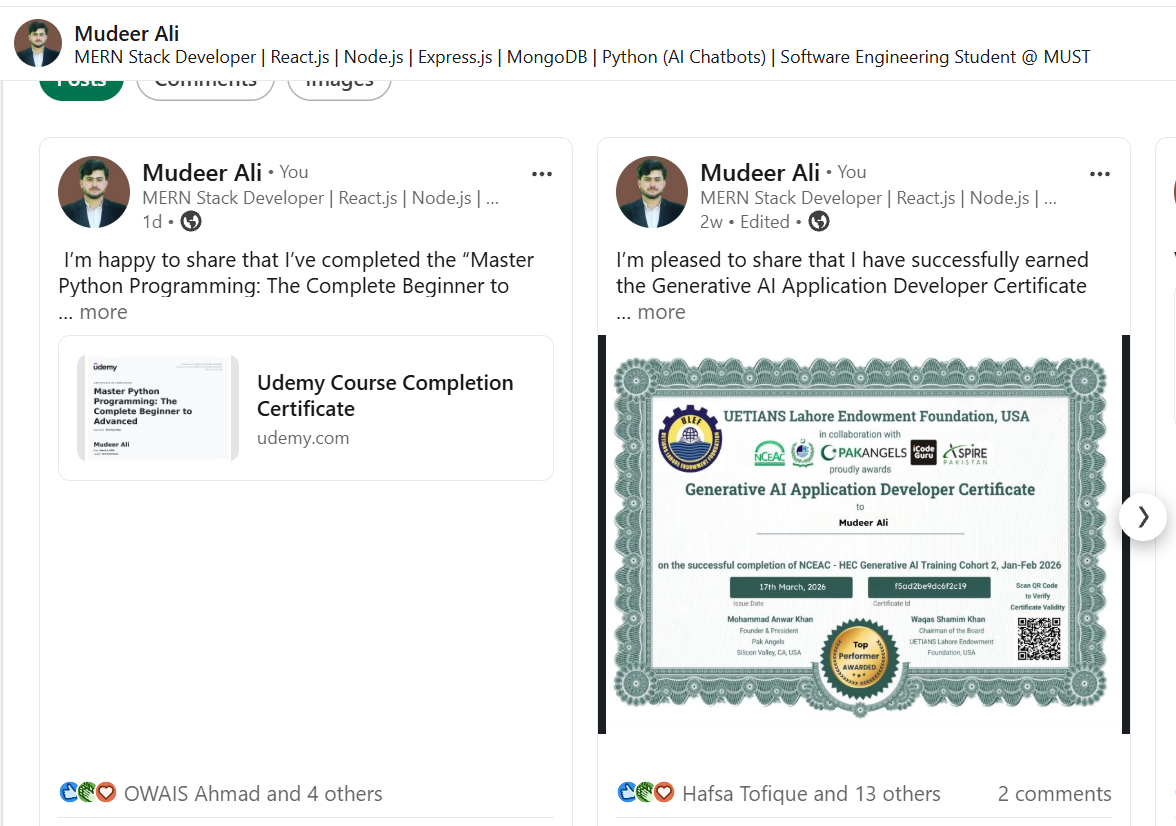 Mudeer Ali
MERN Stack Developer | React.js | Node.js | Express.js | MongoDB | Python (AI Chatbots) | Software Engineering Student @ MUST
Posts
Comments
Images
Mudeer Ali • You
MERN Stack Developer | React.js | Node.js | ...
1d •
I’m happy to share that I’ve completed the “Master
Python Programming: The Complete Beginner to
... more
udemy
Master Python
Programming: The
Complete Beginner to
Advanced
Mudeer Ali
Udemy Course Completion
Certificate
udemy.com
OWAIS Ahmad and 4 others
Mudeer Ali • You
MERN Stack Developer | React.js | Node.js | ...
2w • Edited •
I’m pleased to share that I have successfully earned
the Generative AI Application Developer Certificate
... more
ULEF
UETIANS Lahore Endowment Foundation, USA
in collaboration with
NCEAC
PAKANGELS
iCode
Guru
ASPIRE
PAKISTAN
proudly awards
Generative AI Application Developer Certificate
to
Mudeer Ali
on the successful completion of NCEAC - HEC Generative AI Training Cohort 2, Jan-Feb 2026
17th March, 2026
f5ad2be9dc6f2c19
Issue Date
Certificate Id
Scan QR Code
to Verify
Certificate Validity
Mohammad Anwar Khan
Founder & President
Pak Angels
Silicon Valley, CA, USA
Waqas Shamim Khan
Chairman of the Board
UETIANS Lahore Endowment
Foundation, USA
Top
Performer
AWARDED
Hafsa Tofique and 13 others
2 comments